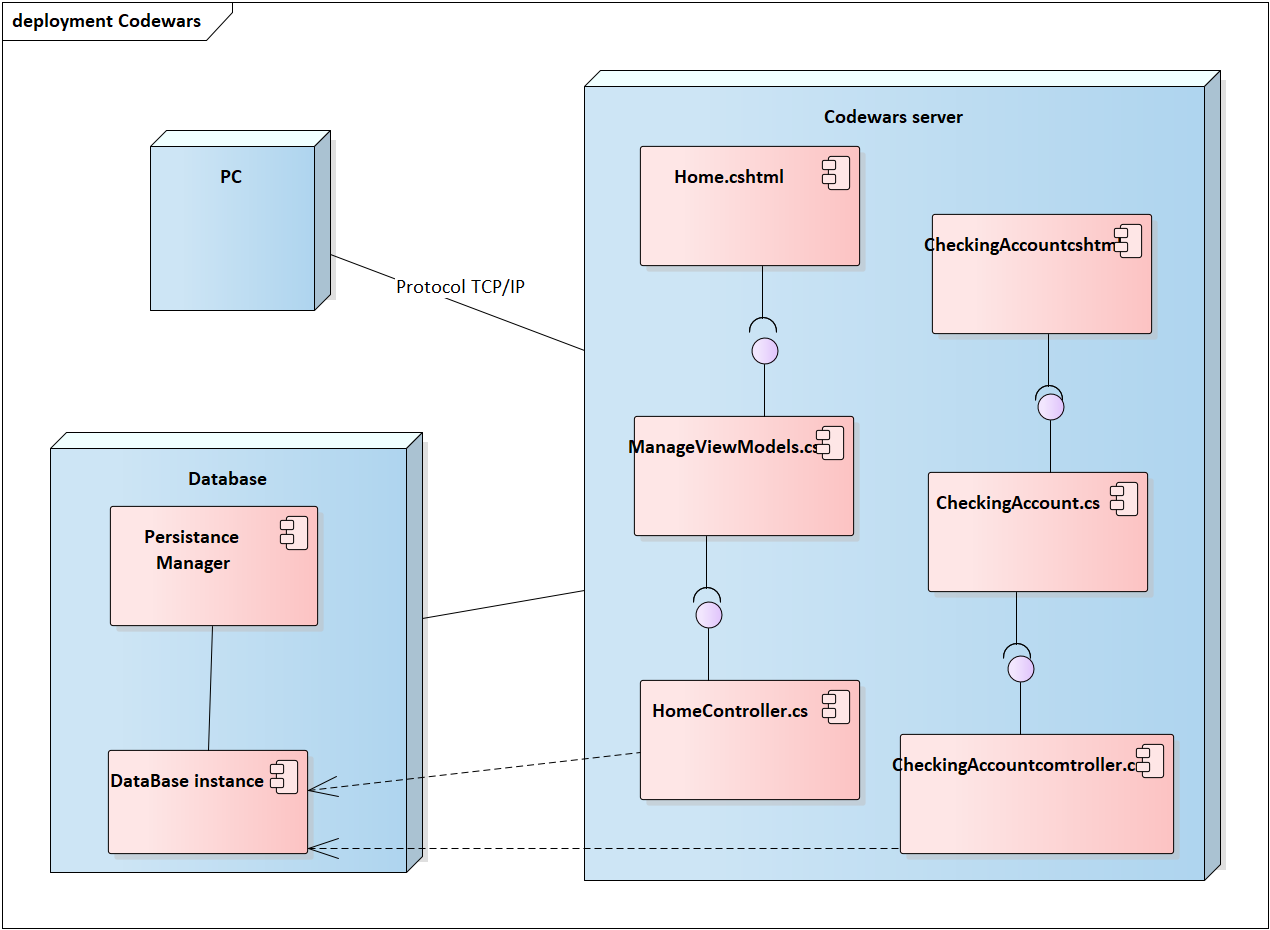 deployment Codewars
Codewars server
PC
Home.cshtml
CheckingAccountcshtm
Protocol TCP/IP
ManageViewModels.cs
Database
CheckingAccount.cs
Persistance
Manager
HomeController.cs
DataBase instance
CheckingAccountcomtroller.c